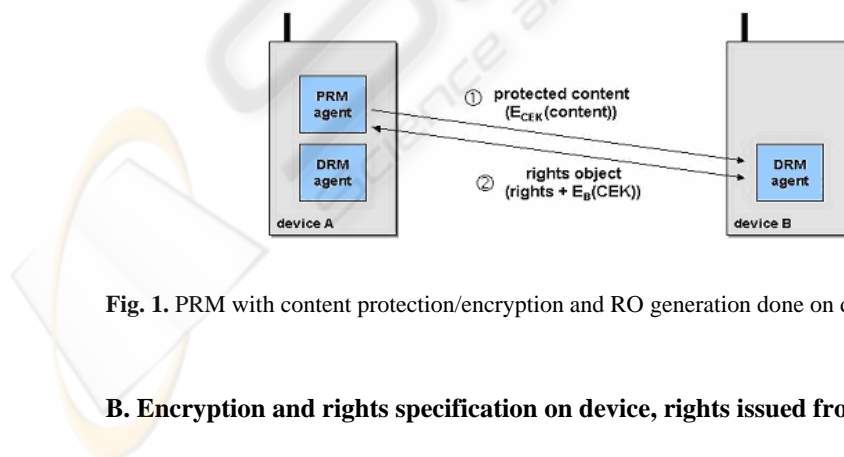 PRM
agent
① protected content
(E_CEK(content))
DRM
agent
② rights object
(rights + E_B(CEK))
DRM
agent
device A
device B
Fig. 1. PRM with content protection/encryption and RO generation done on
B. Encryption and rights specification on device, rights issued fro